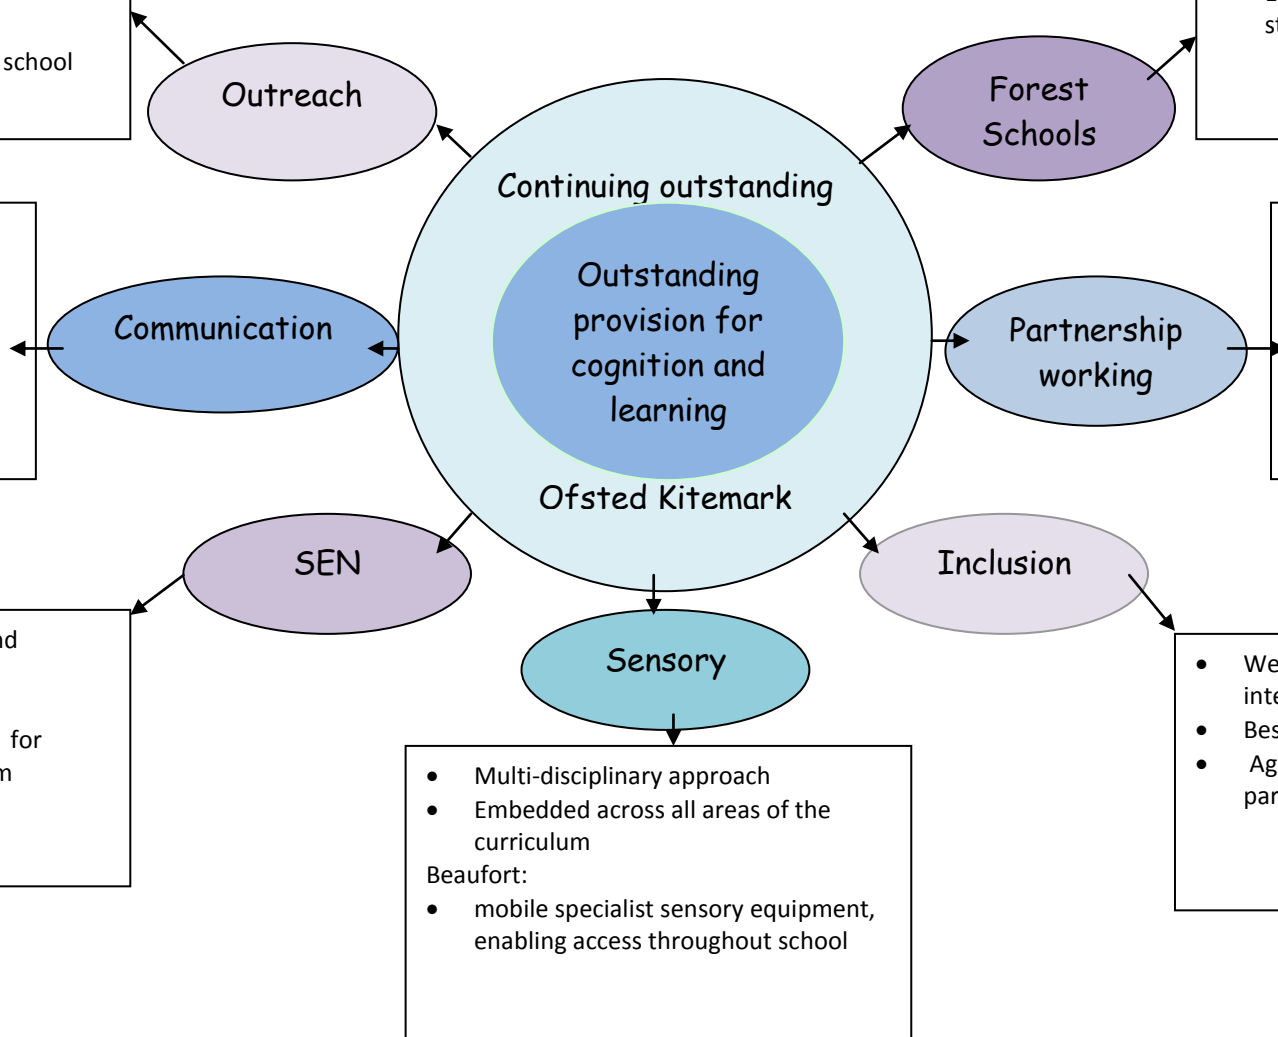 school
Outreach
Forest
Schools
Continuing outstanding
Outstanding
provision for
cognition and
learning
Ofsted Kitemark
Communication
Partnership
working
SEN
Inclusion
Sensory
for
• Multi-disciplinary approach
• Embedded across all areas of the
curriculum
Beaufort:
• mobile specialist sensory equipment,
enabling access throughout school
•  We
•
•